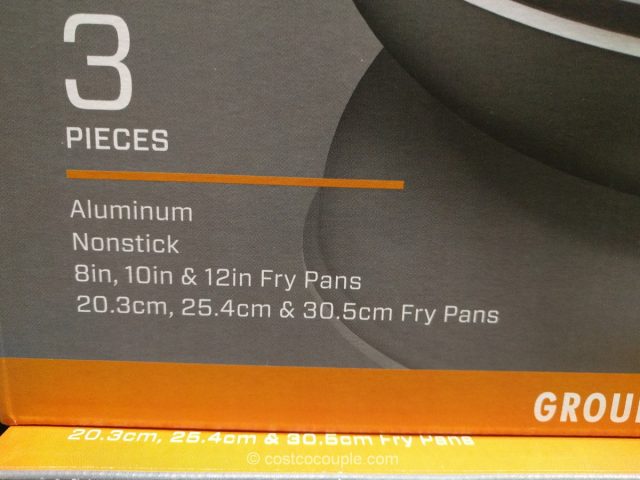 3
PIECES
Aluminum
Nonstick
8in, 10in & 12in Fry Pans
20.3cm, 25.4cm & 30.5cm Fry Pans
20.3cm, 25.4cm & 30.5cm Fry Pans
© costcocouple.com